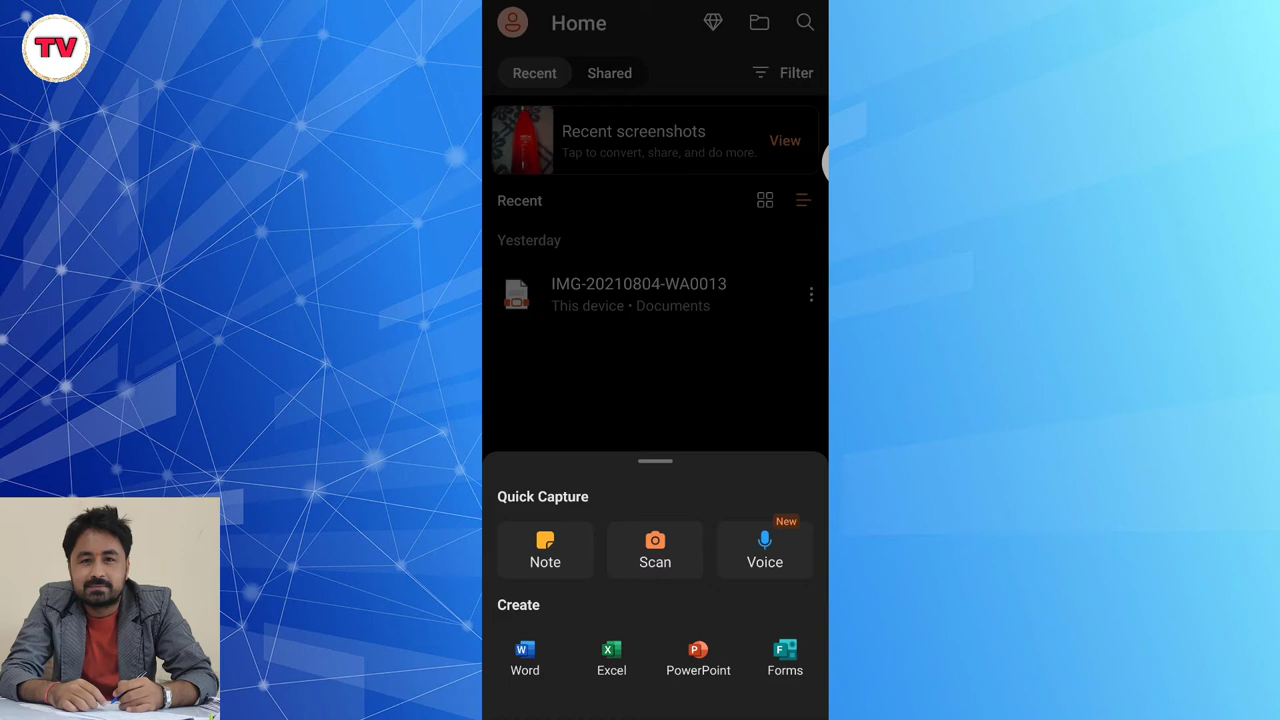 TV
Home
Recent Shared Filter
Recent screenshots
Tap to convert, share, and do more.
View
Recent
Yesterday
IMG-20210804-WA0013
This device • Documents
Quick Capture
New
Note Scan Voice
Create
Word Excel PowerPoint Forms